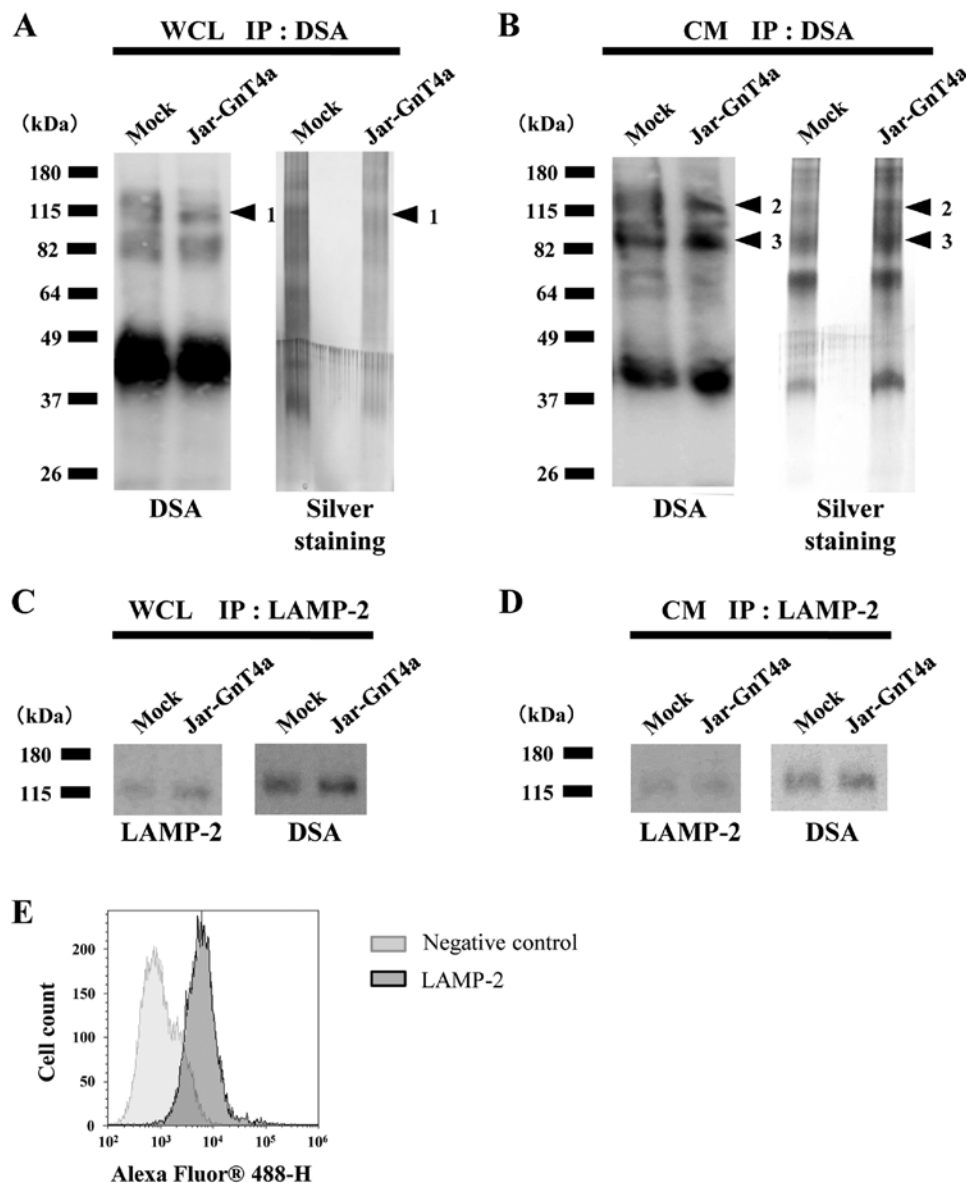 A
WCL IP : DSA
(kDa)
Mock
Jar-GnT4a
Mock
Jar-GnT4a
180
115
82
64
49
37
26
1
1
DSA
Silver
staining
B
CM IP : DSA
(kDa)
Mock
Jar-GnT4a
Mock
Jar-GnT4a
180
115
82
64
49
37
26
2
3
2
3
DSA
Silver
staining
C
WCL IP : LAMP-2
(kDa)
Mock
Jar-GnT4a
Mock
Jar-GnT4a
180
115
LAMP-2
DSA
D
CM IP : LAMP-2
(kDa)
Mock
Jar-GnT4a
Mock
Jar-GnT4a
180
115
LAMP-2
DSA
E
Cell count
200
150
100
50
0
10² 10³ 10⁴ 10⁵ 10⁶
Alexa Fluor® 488-H
Negative control
LAMP-2